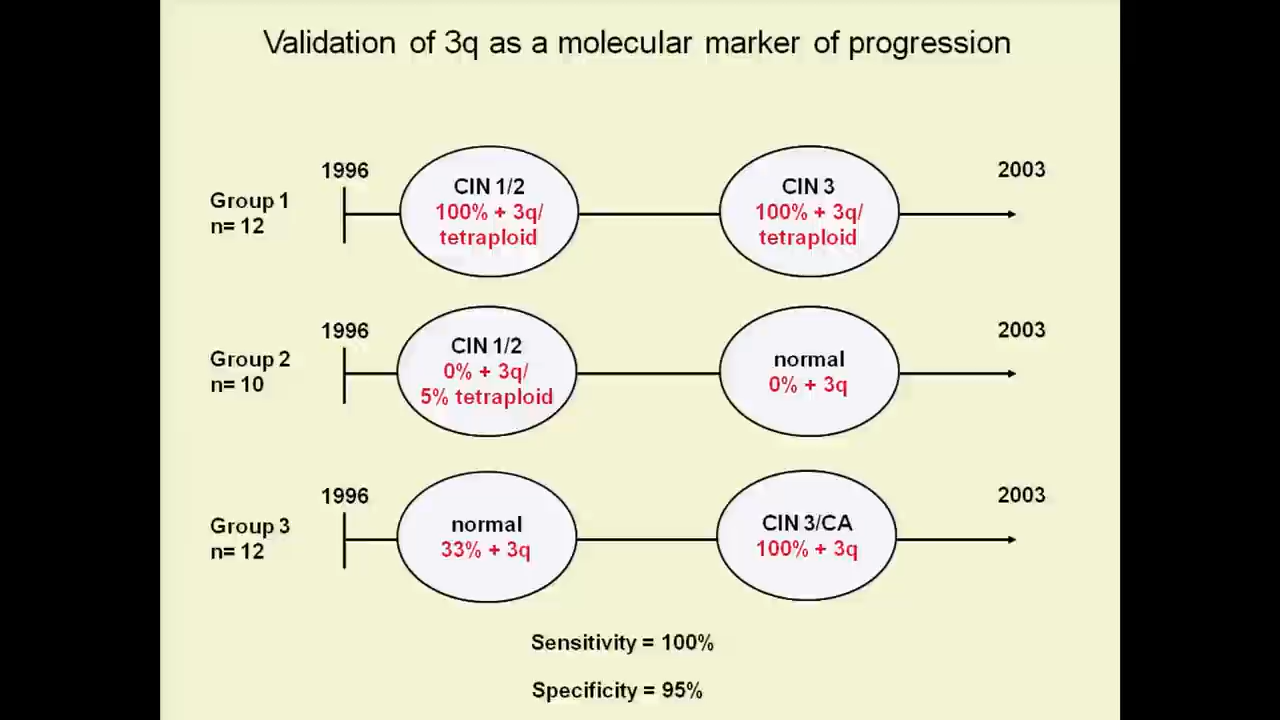 Validation of 3q as a molecular marker of progression
1996
2003
Group 1
n= 12
CIN 1/2
100% + 3q/
tetraploid
CIN 3
100% + 3q/
tetraploid
1996
2003
Group 2
n= 10
CIN 1/2
0% + 3q/
5% tetraploid
normal
0% + 3q
1996
2003
Group 3
n= 12
normal
33% + 3q
CIN 3/CA
100% + 3q
Sensitivity = 100%
Specificity = 95%